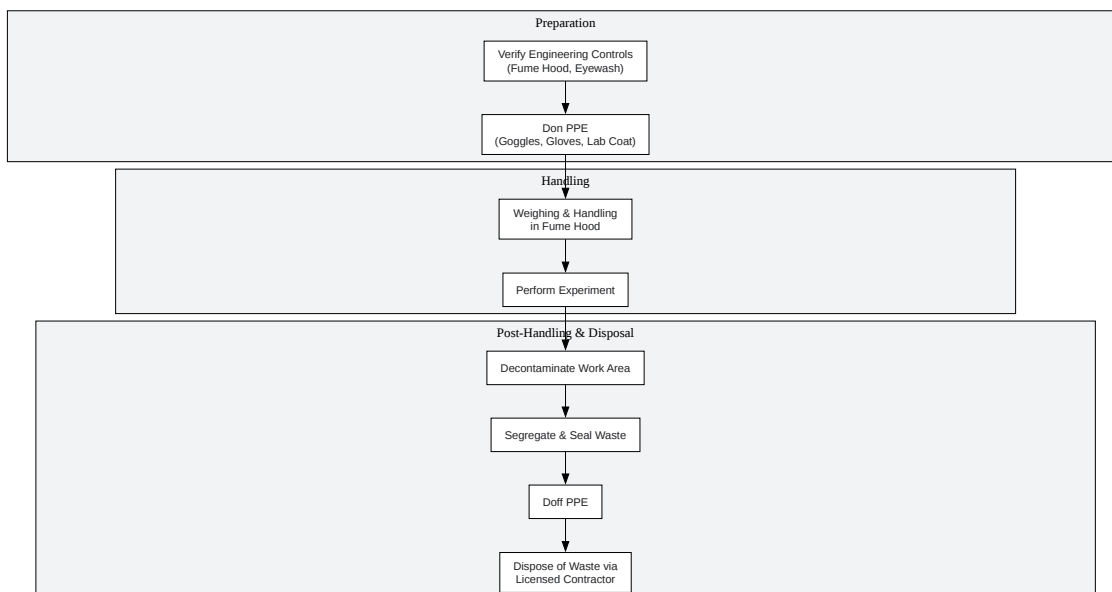 Preparation
Verify Engineering Controls
(Fume Hood, Eyewash)
Don PPE
(Goggles, Gloves, Lab Coat)
Handling
Weighing & Handling
in Fume Hood
Perform Experiment
Post-Handling & Disposal
Decontaminate Work Area
Segregate & Seal Waste
Doff PPE
Dispose of Waste via
Licensed Contractor